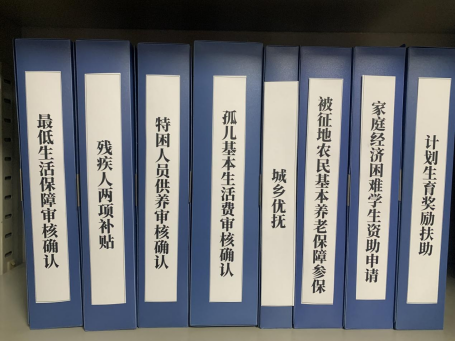 最低生活保障审核确认
残疾人两项补贴
特困人员供养审核确认
孤儿基本生活费审核确认
城乡优抚
被征地农民基本养老保障参保
家庭经济困难学生资助申请
计划生育奖励扶助